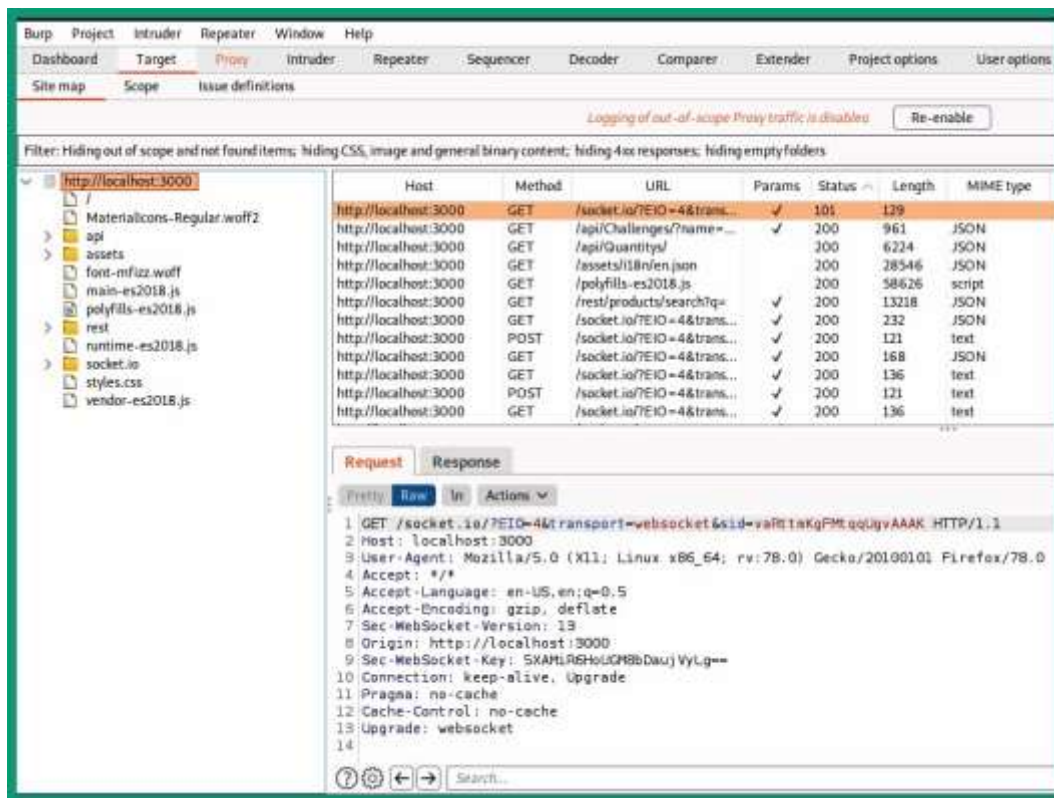 Burp Project Intruder Repeater Window Help
Dashboard Target Proxy Intruder Repeater Sequencer Decoder Comparer Extender Project options User options
Site map Scope Issue definitions
Logging of out-of-scope Proxy traffic is disabled Re-enable
Filter: Hiding out of scope and not found items; hiding CSS, image and general binary content; hiding 4xx responses; hiding empty folders
http://localhost:3000
/
MaterialIcons-Regular.woff2
api
assets
font-mfizz.woff
main-es2018.js
polyfills-es2018.js
rest
runtime-es2018.js
socket.io
styles.css
vendor-es2018.js
Host Method URL Params Status Length MIME type
http://localhost:3000 GET /socket.io/?EIO=4&trans... ✓ 101 129
http://localhost:3000 GET /api/Challenges/?name=... ✓ 200 961 JSON
http://localhost:3000 GET /api/Quantitys/ 200 6224 JSON
http://localhost:3000 GET /assets/i18n/en.json 200 28546 JSON
http://localhost:3000 GET /polyfills-es2018.js 200 58626 script
http://localhost:3000 GET /rest/products/search?q= ✓ 200 13218 JSON
http://localhost:3000 GET /socket.io/?EIO=4&trans... ✓ 200 232 JSON
http://localhost:3000 POST /socket.io/?EIO=4&trans... ✓ 200 121 text
http://localhost:3000 GET /socket.io/?EIO=4&trans... ✓ 200 168 JSON
http://localhost:3000 GET /socket.io/?EIO=4&trans... ✓ 200 136 text
http://localhost:3000 POST /socket.io/?EIO=4&trans... ✓ 200 121 text
http://localhost:3000 GET /socket.io/?EIO=4&trans... ✓ 200 136 text
Request Response
Pretty Raw \n Actions
1 GET /socket.io/?EIO=4&transport=websocket&sid= HTTP/1.1
2 Host: localhost:3000
3 User-Agent: Mozilla/5.0 (X11; Linux x86_64; rv:78.0) Gecko/20100101 Firefox/78.0
4 Accept: */*
5 Accept-Language: en-US,en;q=0.5
6 Accept-Encoding: gzip, deflate
7 Sec-WebSocket-Version: 13
8 Origin: http://localhost:3000
9 Sec-WebSocket-Key:
10 Connection: keep-alive, Upgrade
11 Pragma: no-cache
12 Cache-Control: no-cache
13 Upgrade: websocket
14
Search...